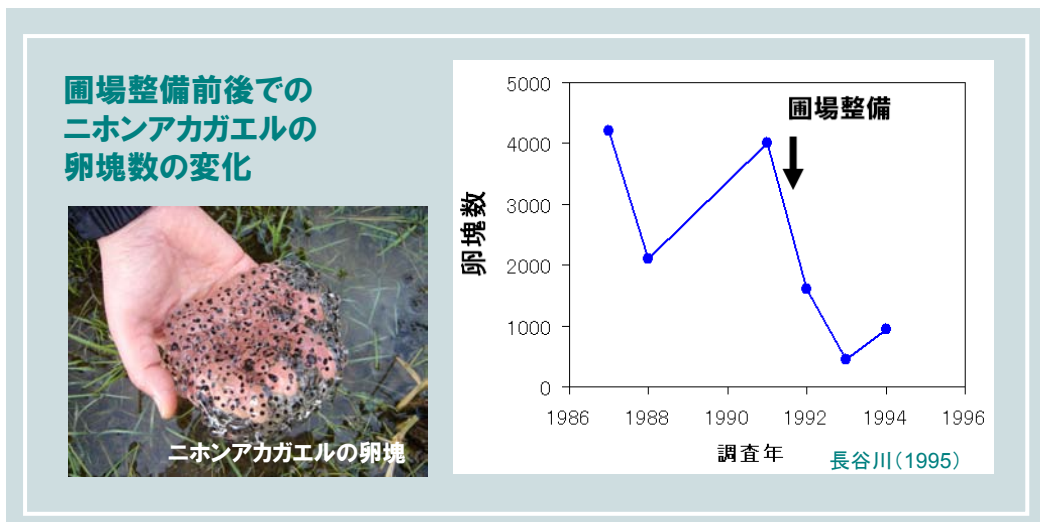 圃場整備前後での
ニホンアカガエルの
卵塊数の変化
ニホンアカガエルの卵塊
圃場整備
卵塊数
5000
4000
3000
2000
1000
0
1986 1988 1990 1992 1994 1996
調査年
長谷川（1995）